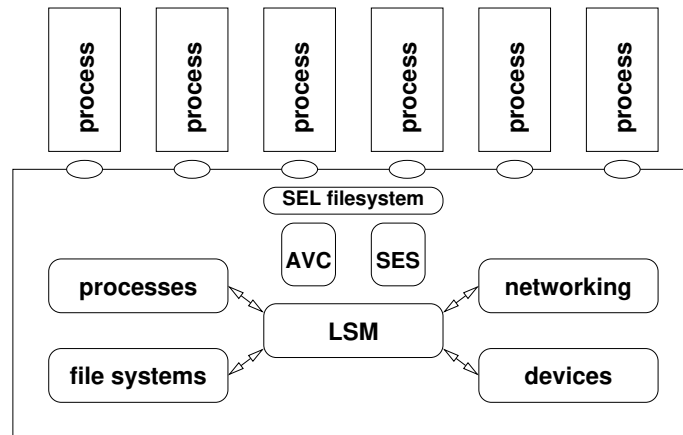 process
process
process
process
process
process
SEL filesystem
AVC
SES
processes
networking
LSM
file systems
devices